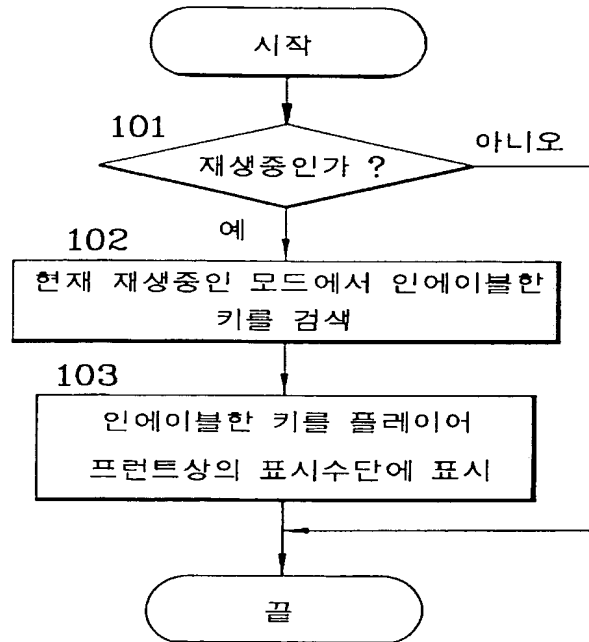 시작
101
재생중인가 ?
아니오
예
102
현재 재생중인 모드에서 인에이블한
키를 검색
103
인에이블한 키를 플레이어
프런트상의 표시수단에 표시
끝